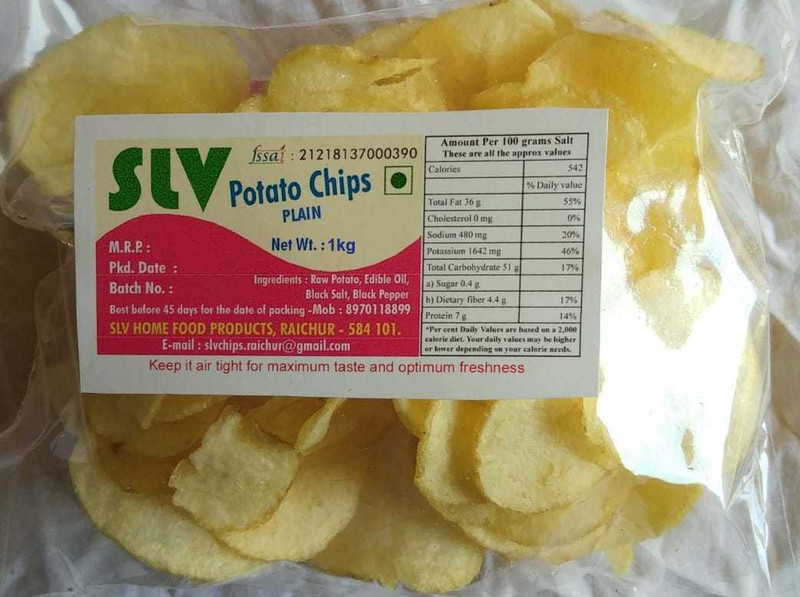 SLV
fssai : 21218137000390
Potato Chips
PLAIN
Net Wt. : 1kg
M.R.P. :
Pkd. Date :
Batch No. :
Ingredients : Raw Potato, Edible Oil,
Black Salt, Black Pepper
Best before 45 days for the date of packing -Mob : 8970118899
SLV HOME FOOD PRODUCTS, RAICHUR - 584 101.
E-mail : slvchips.raichur@gmail.com
Amount Per 100 grams Salt
These are all the approx values
Calories 542
% Daily value
Total Fat 36 g 55%
Cholesterol 0 mg 0%
Sodium 480 mg 20%
Potassium 1642 mg 46%
Total Carbohydrate 51 g 17%
a) Sugar 0.4 g
b) Dietary fiber 4.4 g 17%
Protein 7 g 14%
*Per cent Daily Values are based on a 2,000
calorie diet. Your daily values may be higher
or lower depending on your calorie needs.
Keep it air tight for maximum taste and optimum freshness